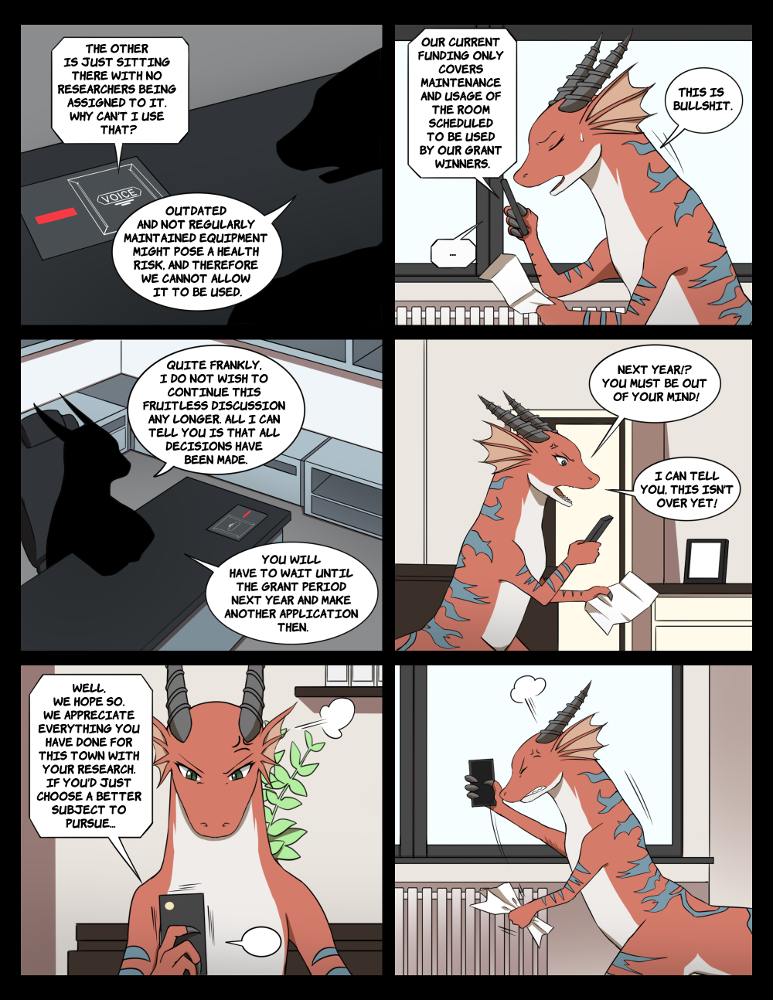 THE OTHER
IS JUST SITTING
THERE WITH NO
RESEARCHERS BEING
ASSIGNED TO IT.
WHY CAN'T I USE
THAT?
VOICE
OUTDATED
AND NOT REGULARLY
MAINTAINED EQUIPMENT
MIGHT POSE A HEALTH
RISK, AND THEREFORE
WE CANNOT ALLOW
IT TO BE USED.
OUR CURRENT
FUNDING ONLY
COVERS
MAINTENANCE
AND USAGE OF
THE ROOM
SCHEDULED
TO BE USED
BY OUR GRANT
WINNERS.
THIS IS
BULLSHIT.
...
QUITE FRANKLY,
I DO NOT WISH TO
CONTINUE THIS
FRUITLESS DISCUSSION
ANY LONGER. ALL I CAN
TELL YOU IS THAT ALL
DECISIONS HAVE
BEEN MADE.
YOU WILL
HAVE TO WAIT UNTIL
THE GRANT PERIOD
NEXT YEAR AND MAKE
ANOTHER APPLICATION
THEN.
NEXT YEAR!?
YOU MUST BE OUT
OF YOUR MIND!
I CAN TELL
YOU, THIS ISN'T
OVER YET!
WELL,
WE HOPE SO.
WE APPRECIATE
EVERYTHING YOU
HAVE DONE FOR
THIS TOWN WITH
YOUR RESEARCH.
IF YOU'D JUST
CHOOSE A BETTER
SUBJECT TO
PURSUE...